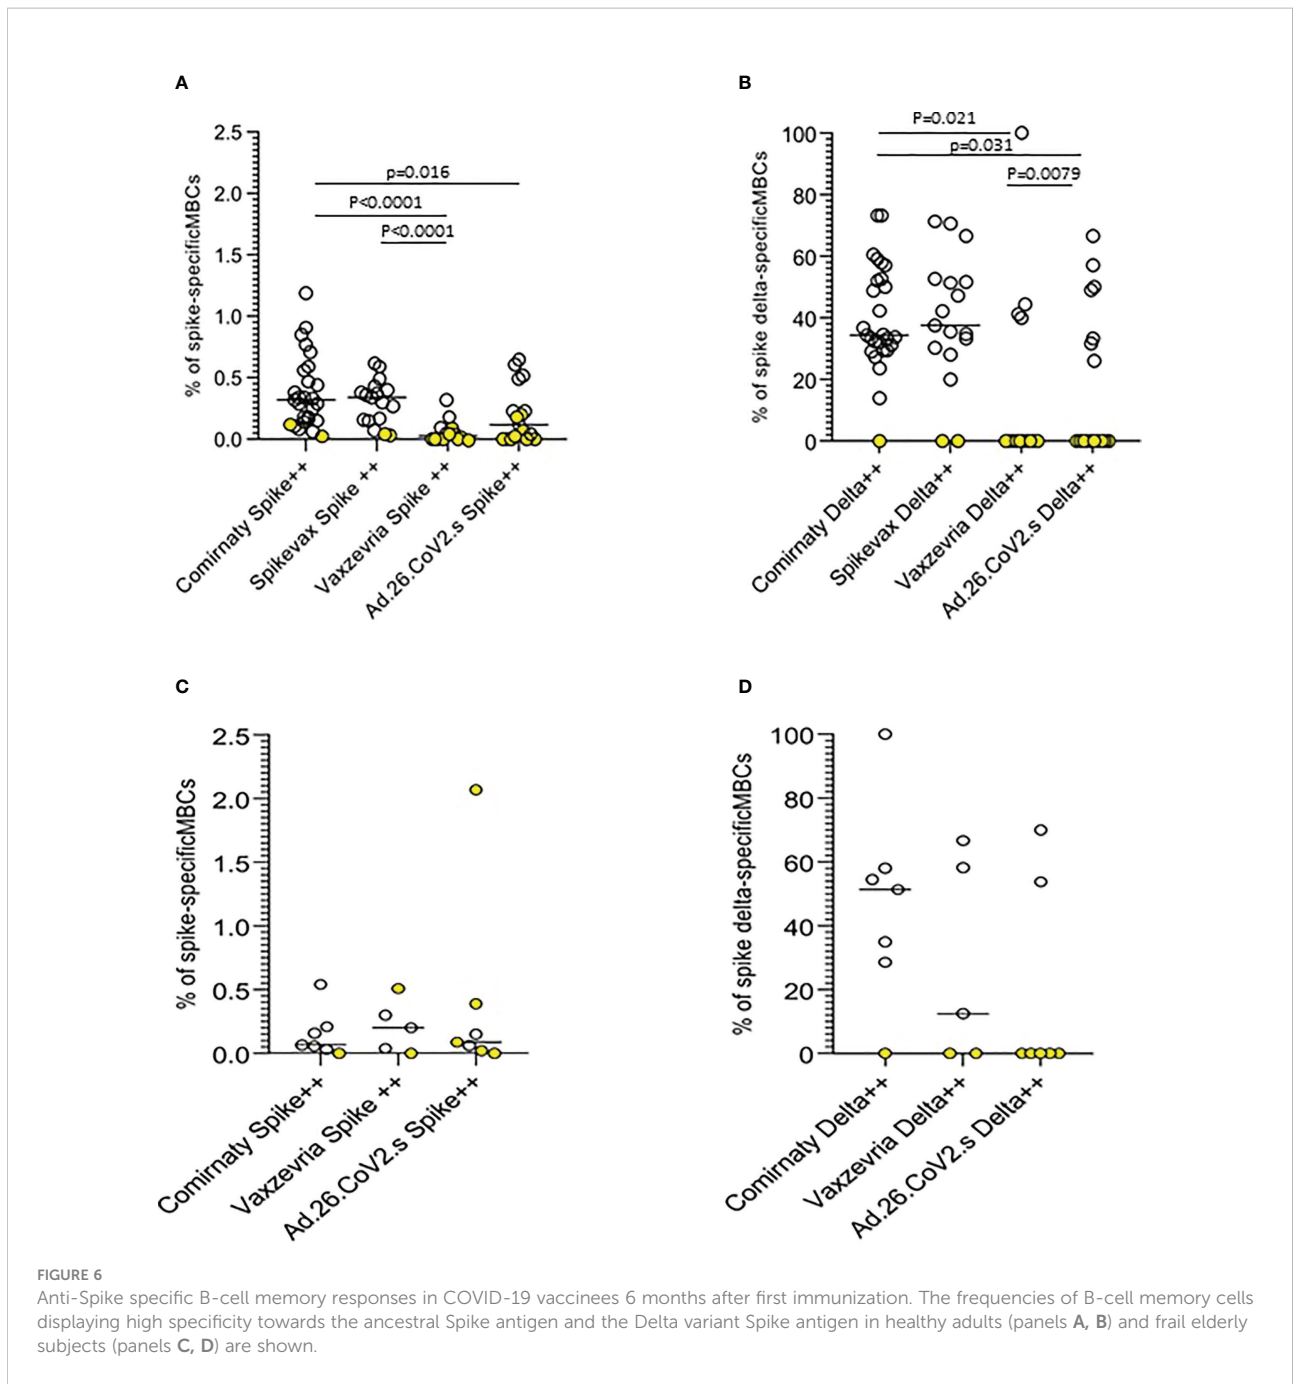 A
2.5
2.0
1.5
1.0
0.5
0.0
% of spike-specificMBCs
p=0.016
P<0.0001
P<0.0001
Comirnaty Spike++
Spikevax Spike ++
Vaxzevria Spike ++
Ad.26.CoV2.s Spike++
B
100
80
60
40
20
0
% of spike delta-specificMBCs
P=0.021
p=0.031
P=0.0079
Comirnaty Delta++
Spikevax Delta++
Vaxzevria Delta++
Ad.26.CoV2.s Delta++
C
2.5
2.0
1.5
1.0
0.5
0.0
% of spike-specificMBCs
Comirnaty Spike++
Vaxzevria Spike ++
Ad.26.CoV2.s Spike++
D
100
80
60
40
20
0
% of spike delta-specificMBCs
Comirnaty Delta++
Vaxzevria Delta++
Ad.26.CoV2.s Delta++
FIGURE 6
Anti-Spike specific B-cell memory responses in COVID-19 vaccinees 6 months after first immunization. The frequencies of B-cell memory cells
displaying high specificity towards the ancestral Spike antigen and the Delta variant Spike antigen in healthy adults (panels A, B) and frail elderly
subjects (panels C, D) are shown.